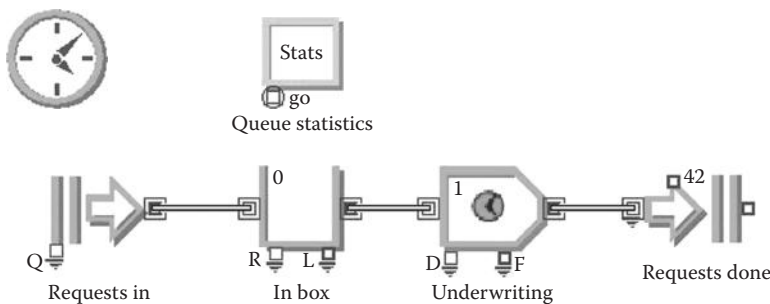 Stats
go
Queue statistics
0
1
42
Q
R
L
D
F
Requests in
In box
Underwriting
Requests done